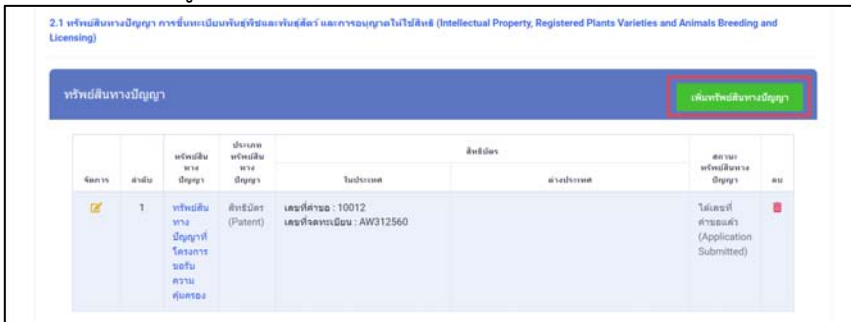 2.1 ทรัพย์สินทางปัญญา การขึ้นทะเบียนพันธุ์พืชและพันธุ์สัตว์ และการอนุญาตให้ใช้สิทธิ (Intellectual Property, Registered Plants Varieties and Animals Breeding and
Licensing)
ทรัพย์สินทางปัญญา
เพิ่มทรัพย์สินทางปัญญา
จัดการ
ลำดับ
ทรัพย์สิน
ทาง
ปัญญา
ประเภท
ทรัพย์สิน
ทาง
ปัญญา
สิทธิบัตร
ในประเทศ
ต่างประเทศ
สถานะ
ทรัพย์สินทาง
ปัญญา
ลบ
1
ทรัพย์สิน
ทาง
ปัญญาที่
โครงการ
ขอรับ
ความ
คุ้มครอง
สิทธิบัตร
(Patent)
เลขที่คำขอ : 10012
เลขที่จดทะเบียน : AW312560
ได้เลขที่
คำขอแล้ว
(Application
Submitted)